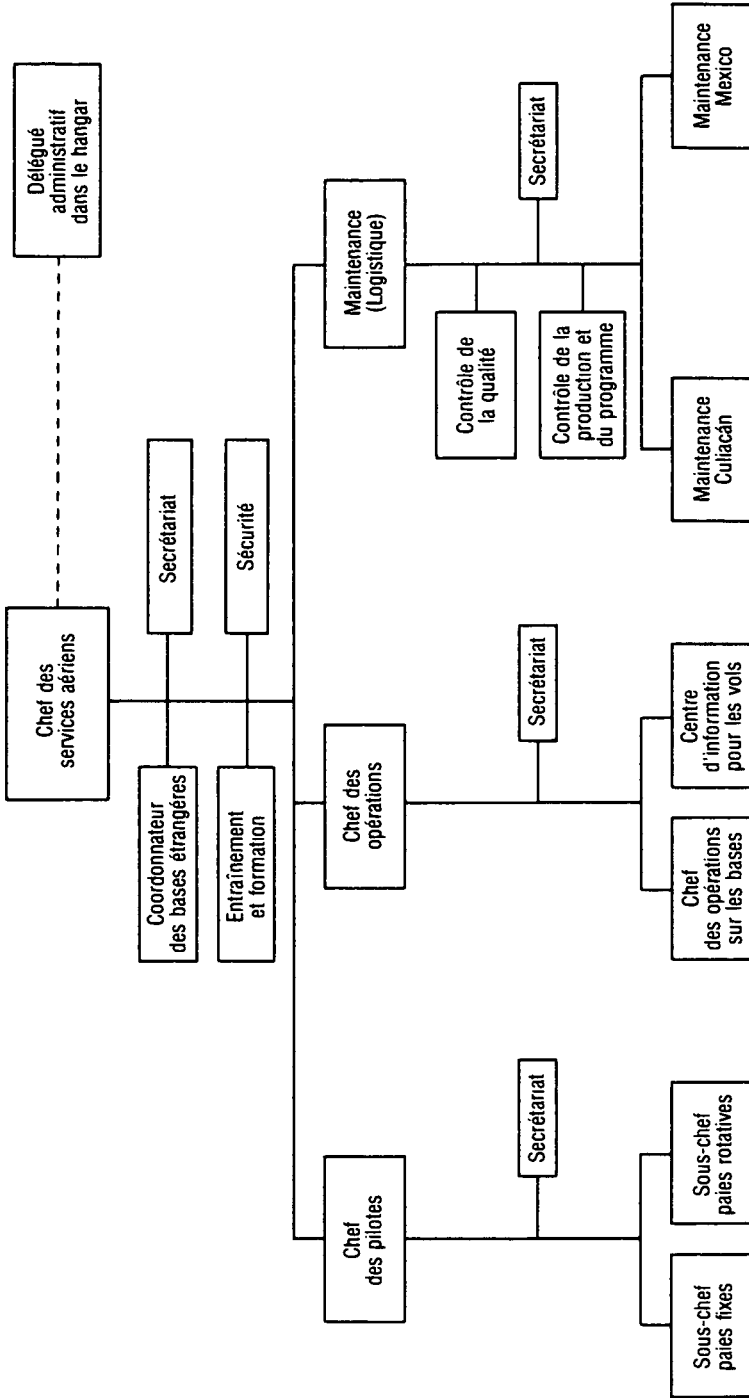 Chef des
services aériens
Délégué
administratif
dans le hangar
Coordonnateur
des bases étrangéres
Secrétariat
Entraînement
et formation
Sécurité
Chef
des pilotes
Chef des
opérations
Maintenance
(Logistique)
Contrôle de
la qualité
Secrétariat
Secrétariat
Secrétariat
Contrôle de la
production et
du programme
Sous-chef
paies fixes
Sous-chef
paies rotatives
Chef
des opérations
sur les bases
Centre
d'information
pour les vols
Maintenance
Culiacán
Maintenance
Mexico